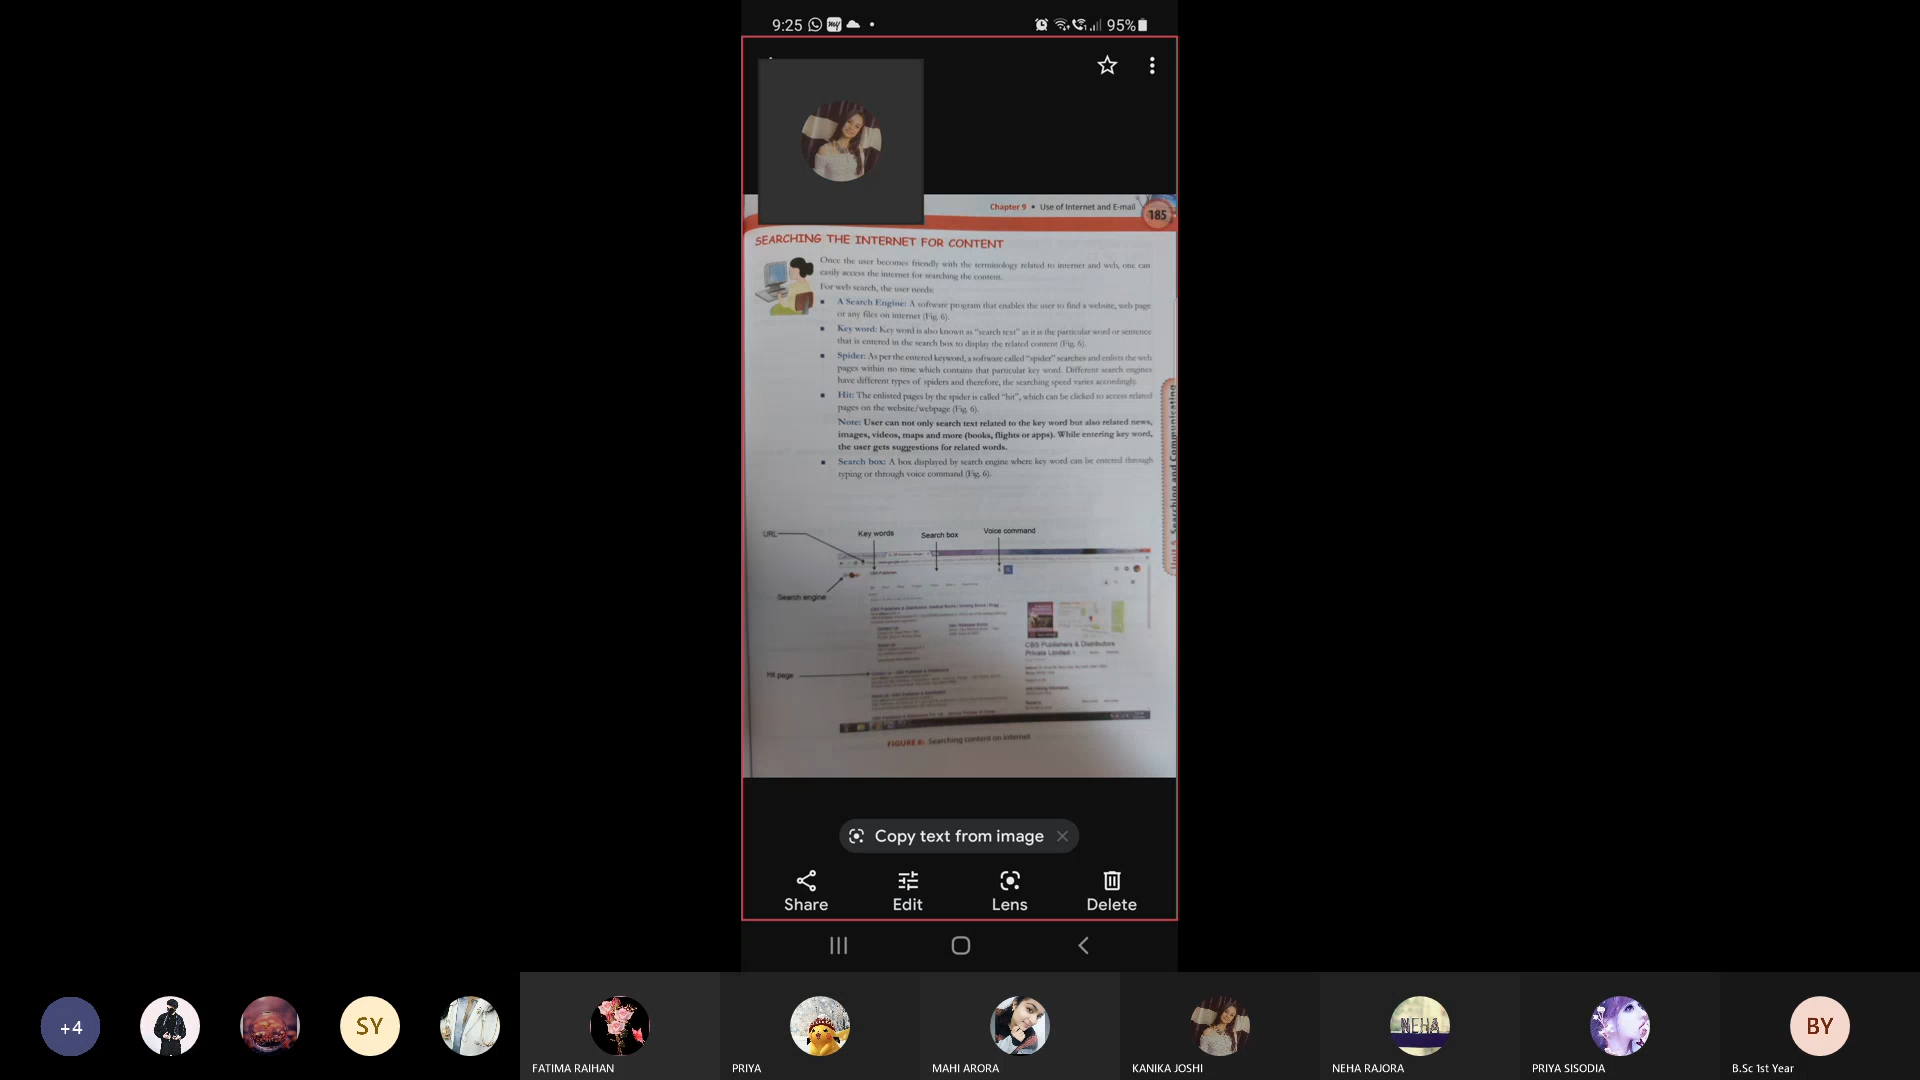 9:25
95%
Chapter 9 • Use of Internet and E-mail
185
SEARCHING THE INTERNET FOR CONTENT
Once the user becomes friendly with the terminology related to internet and web, one can
easily access the internet for searching the content.
For web search, the user needs:
▪ A Search Engine: A software program that enables the user to find a website, web page
or any files on internet (Fig. 6).
▪ Key word: Key word is also known as "search text" as it is the particular word or sentence
that is entered in the search box to display the related content (Fig. 6).
▪ Spider: As per the entered keyword, a software called "spider" searches and enlists the web
pages within no time which contains that particular key word. Different search engines
have different types of spiders and therefore, the searching speed varies accordingly.
▪ Hit: The enlisted pages by the spider is called "hit", which can be clicked to access related
pages on the website/webpage (Fig. 6).
Note: User can not only search text related to the key word but also related news,
images, videos, maps and more (books, flights or apps). While entering key word,
the user gets suggestions for related words.
▪ Search box: A box displayed by search engine where key word can be entered through
typing or through voice command (Fig. 6).
Unit 5 Searching and Communicating
URL
Key words
Search box
Voice command
Search engine
CBS Publishers & Distributors
Private Limited
Hit page
FIGURE 6: Searching content on internet
Copy text from image
Share
Edit
Lens
Delete
+4
SY
FATIMA RAIHAN
PRIYA
MAHI ARORA
KANIKA JOSHI
NEHA
NEHA RAJORA
PRIYA SISODIA
BY
B.Sc 1st Year